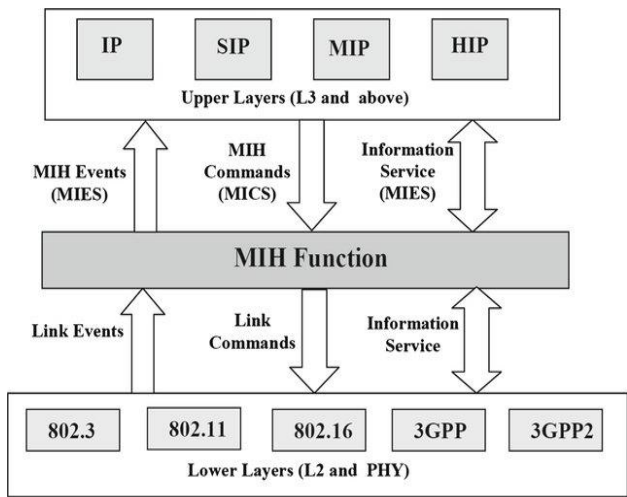 IP SIP MIP HIP
Upper Layers (L3 and above)
MIH Events
(MIES)
MIH
Commands
(MICS)
Information
Service
(MIES)
MIH Function
Link Events
Link
Commands
Information
Service
802.3 802.11 802.16 3GPP 3GPP2
Lower Layers (L2 and PHY)